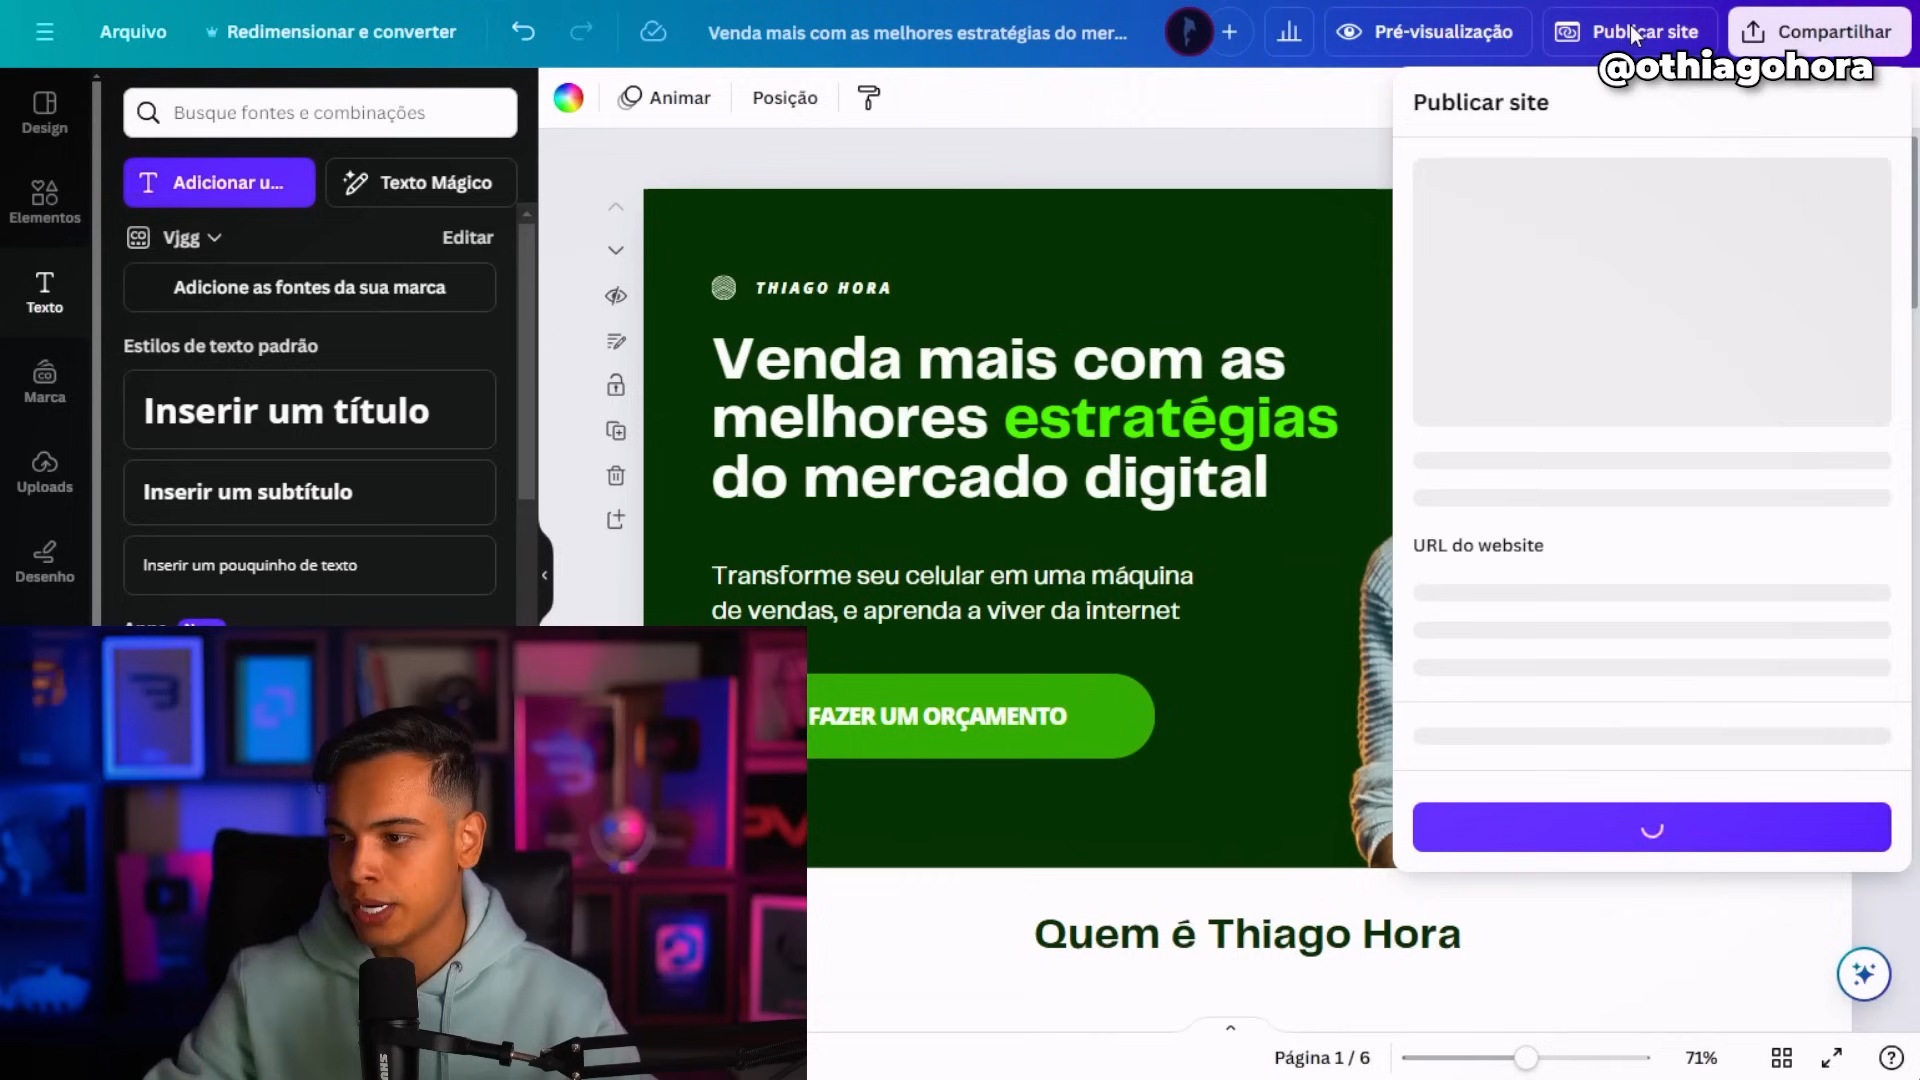 Arquivo
Redimensionar e converter
Venda mais com as melhores estratégias do mer...
Pré-visualização
Publicar site
Compartilhar
@othiagohora
Design
Elementos
Texto
Marca
Uploads
Desenho
Busque fontes e combinações
Adicionar u...
Texto Mágico
Vjgg
Editar
Adicione as fontes da sua marca
Estilos de texto padrão
Inserir um título
Inserir um subtítulo
Inserir um pouquinho de texto
Animar
Posição
THIAGO HORA
Venda mais com as
melhores estratégias
do mercado digital
Transforme seu celular em uma máquina
de vendas, e aprenda a viver da internet
FAZER UM ORÇAMENTO
Quem é Thiago Hora
Publicar site
URL do website
Página 1 / 6
71%